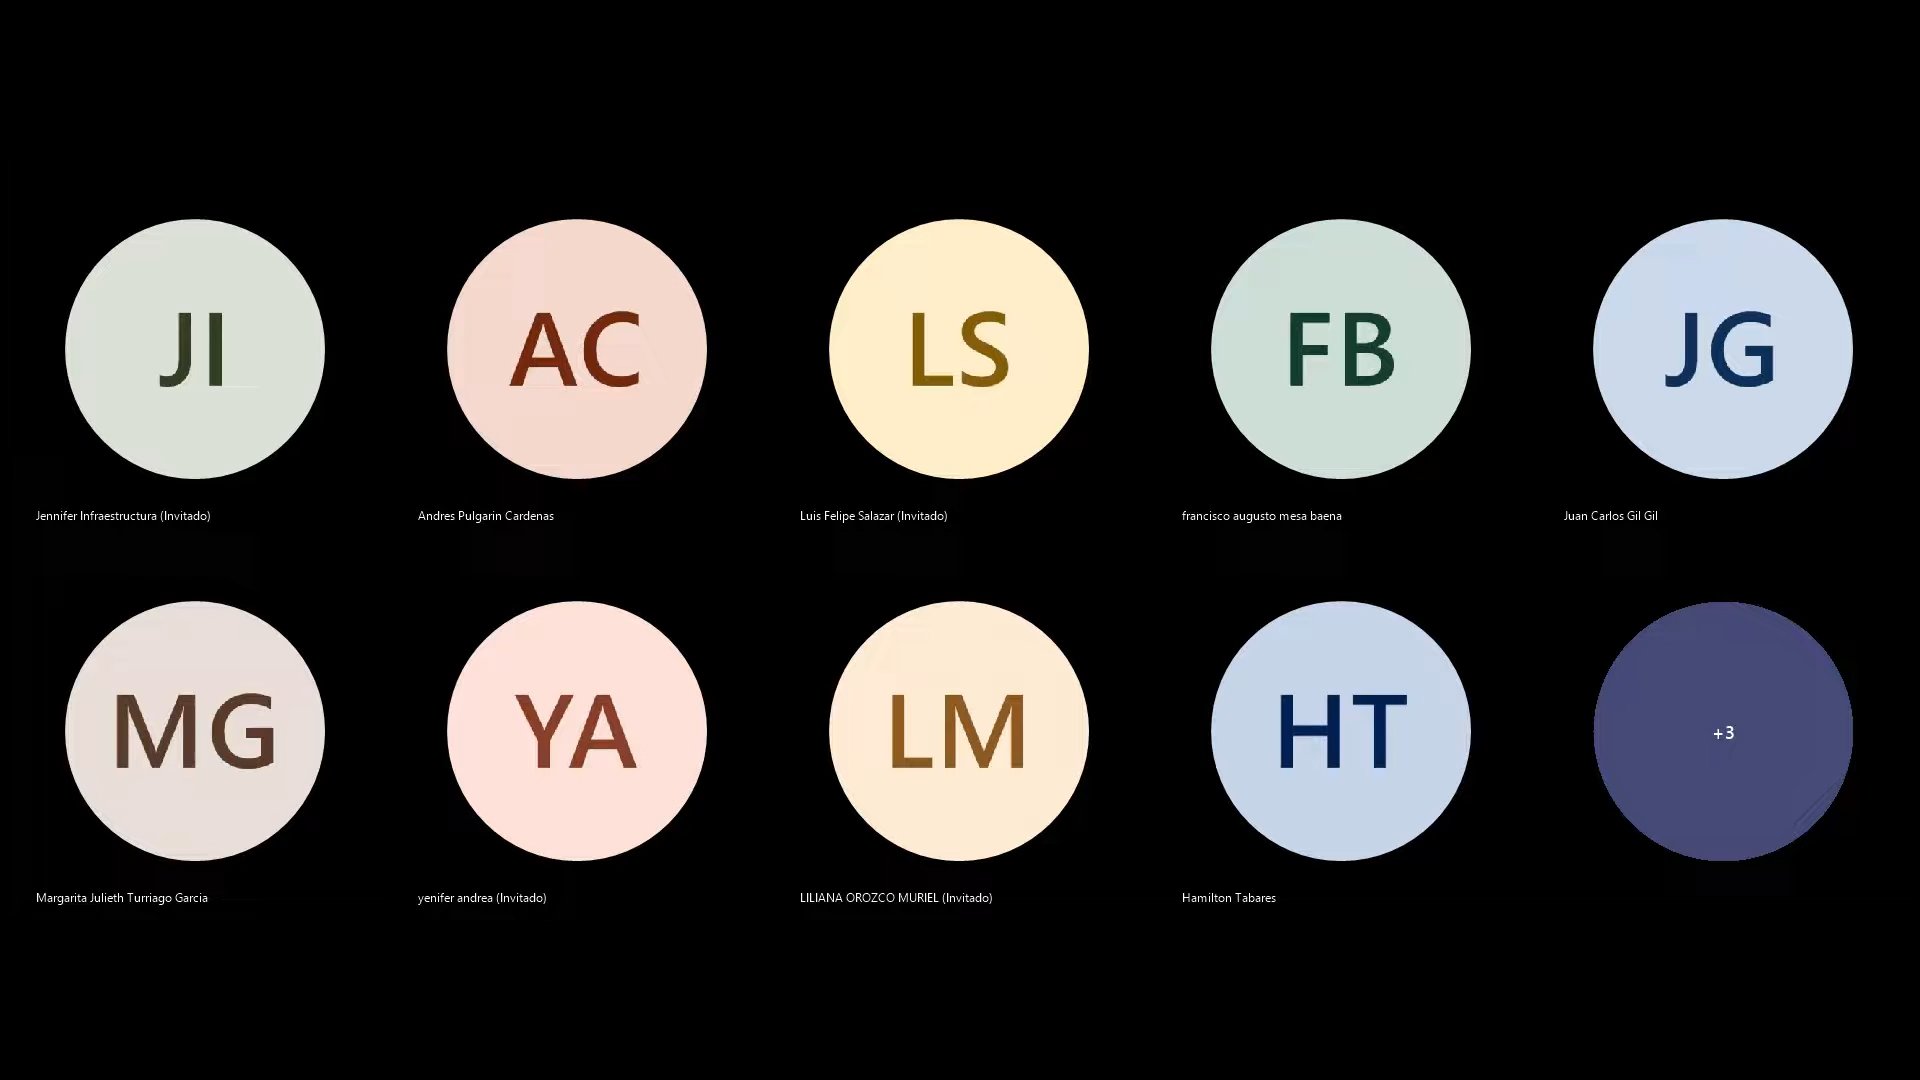 JI
AC
LS
FB
JG
Jennifer Infraestructura (Invitado)
Andres Pulgarin Cardenas
Luis Felipe Salazar (Invitado)
francisco augusto mesa baena
Juan Carlos Gil Gil
MG
YA
LM
HT
+3
Margarita Julieth Turriago Garcia
yenifer andrea (Invitado)
LILIANA OROZCO MURIEL (Invitado)
Hamilton Tabares